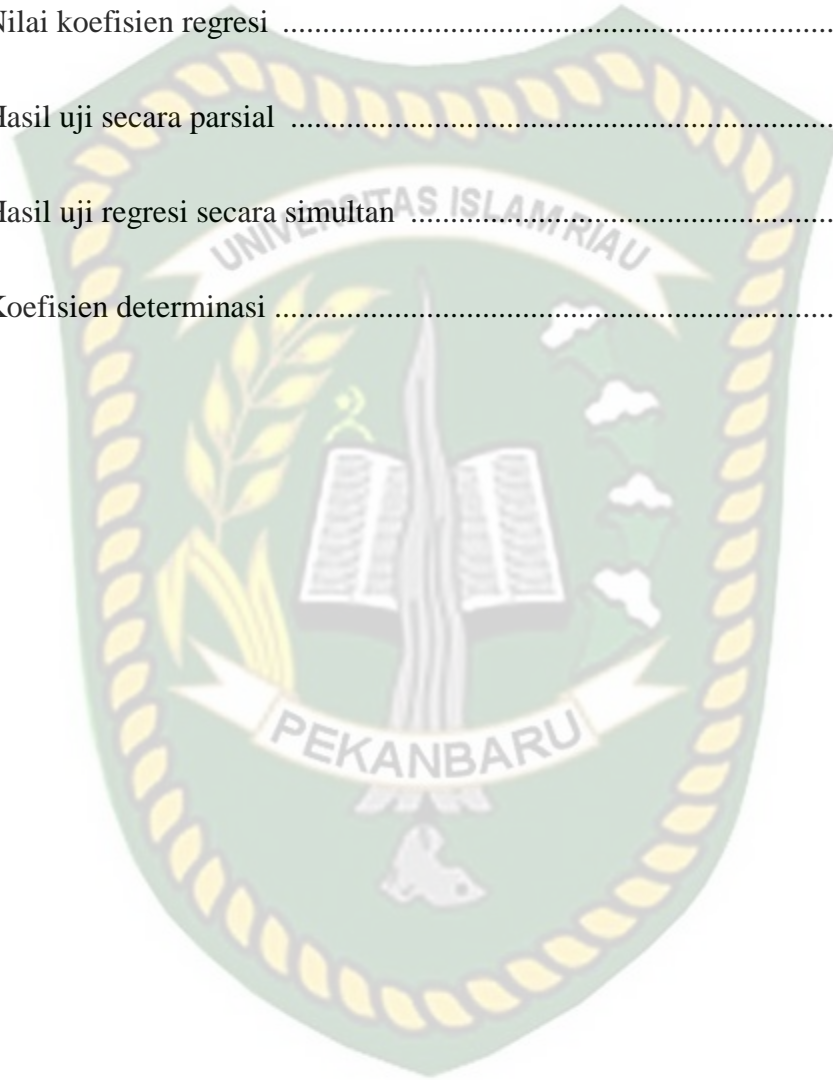 Nilai koefisien regresi ....................................................................................
Hasil uji secara parsial ..................................................................................
Hasil uji regresi secara simultan ................................................................
Koefisien determinasi .....................................................................................
UNIVERSITAS ISLAM RIAU
PEKANBARU